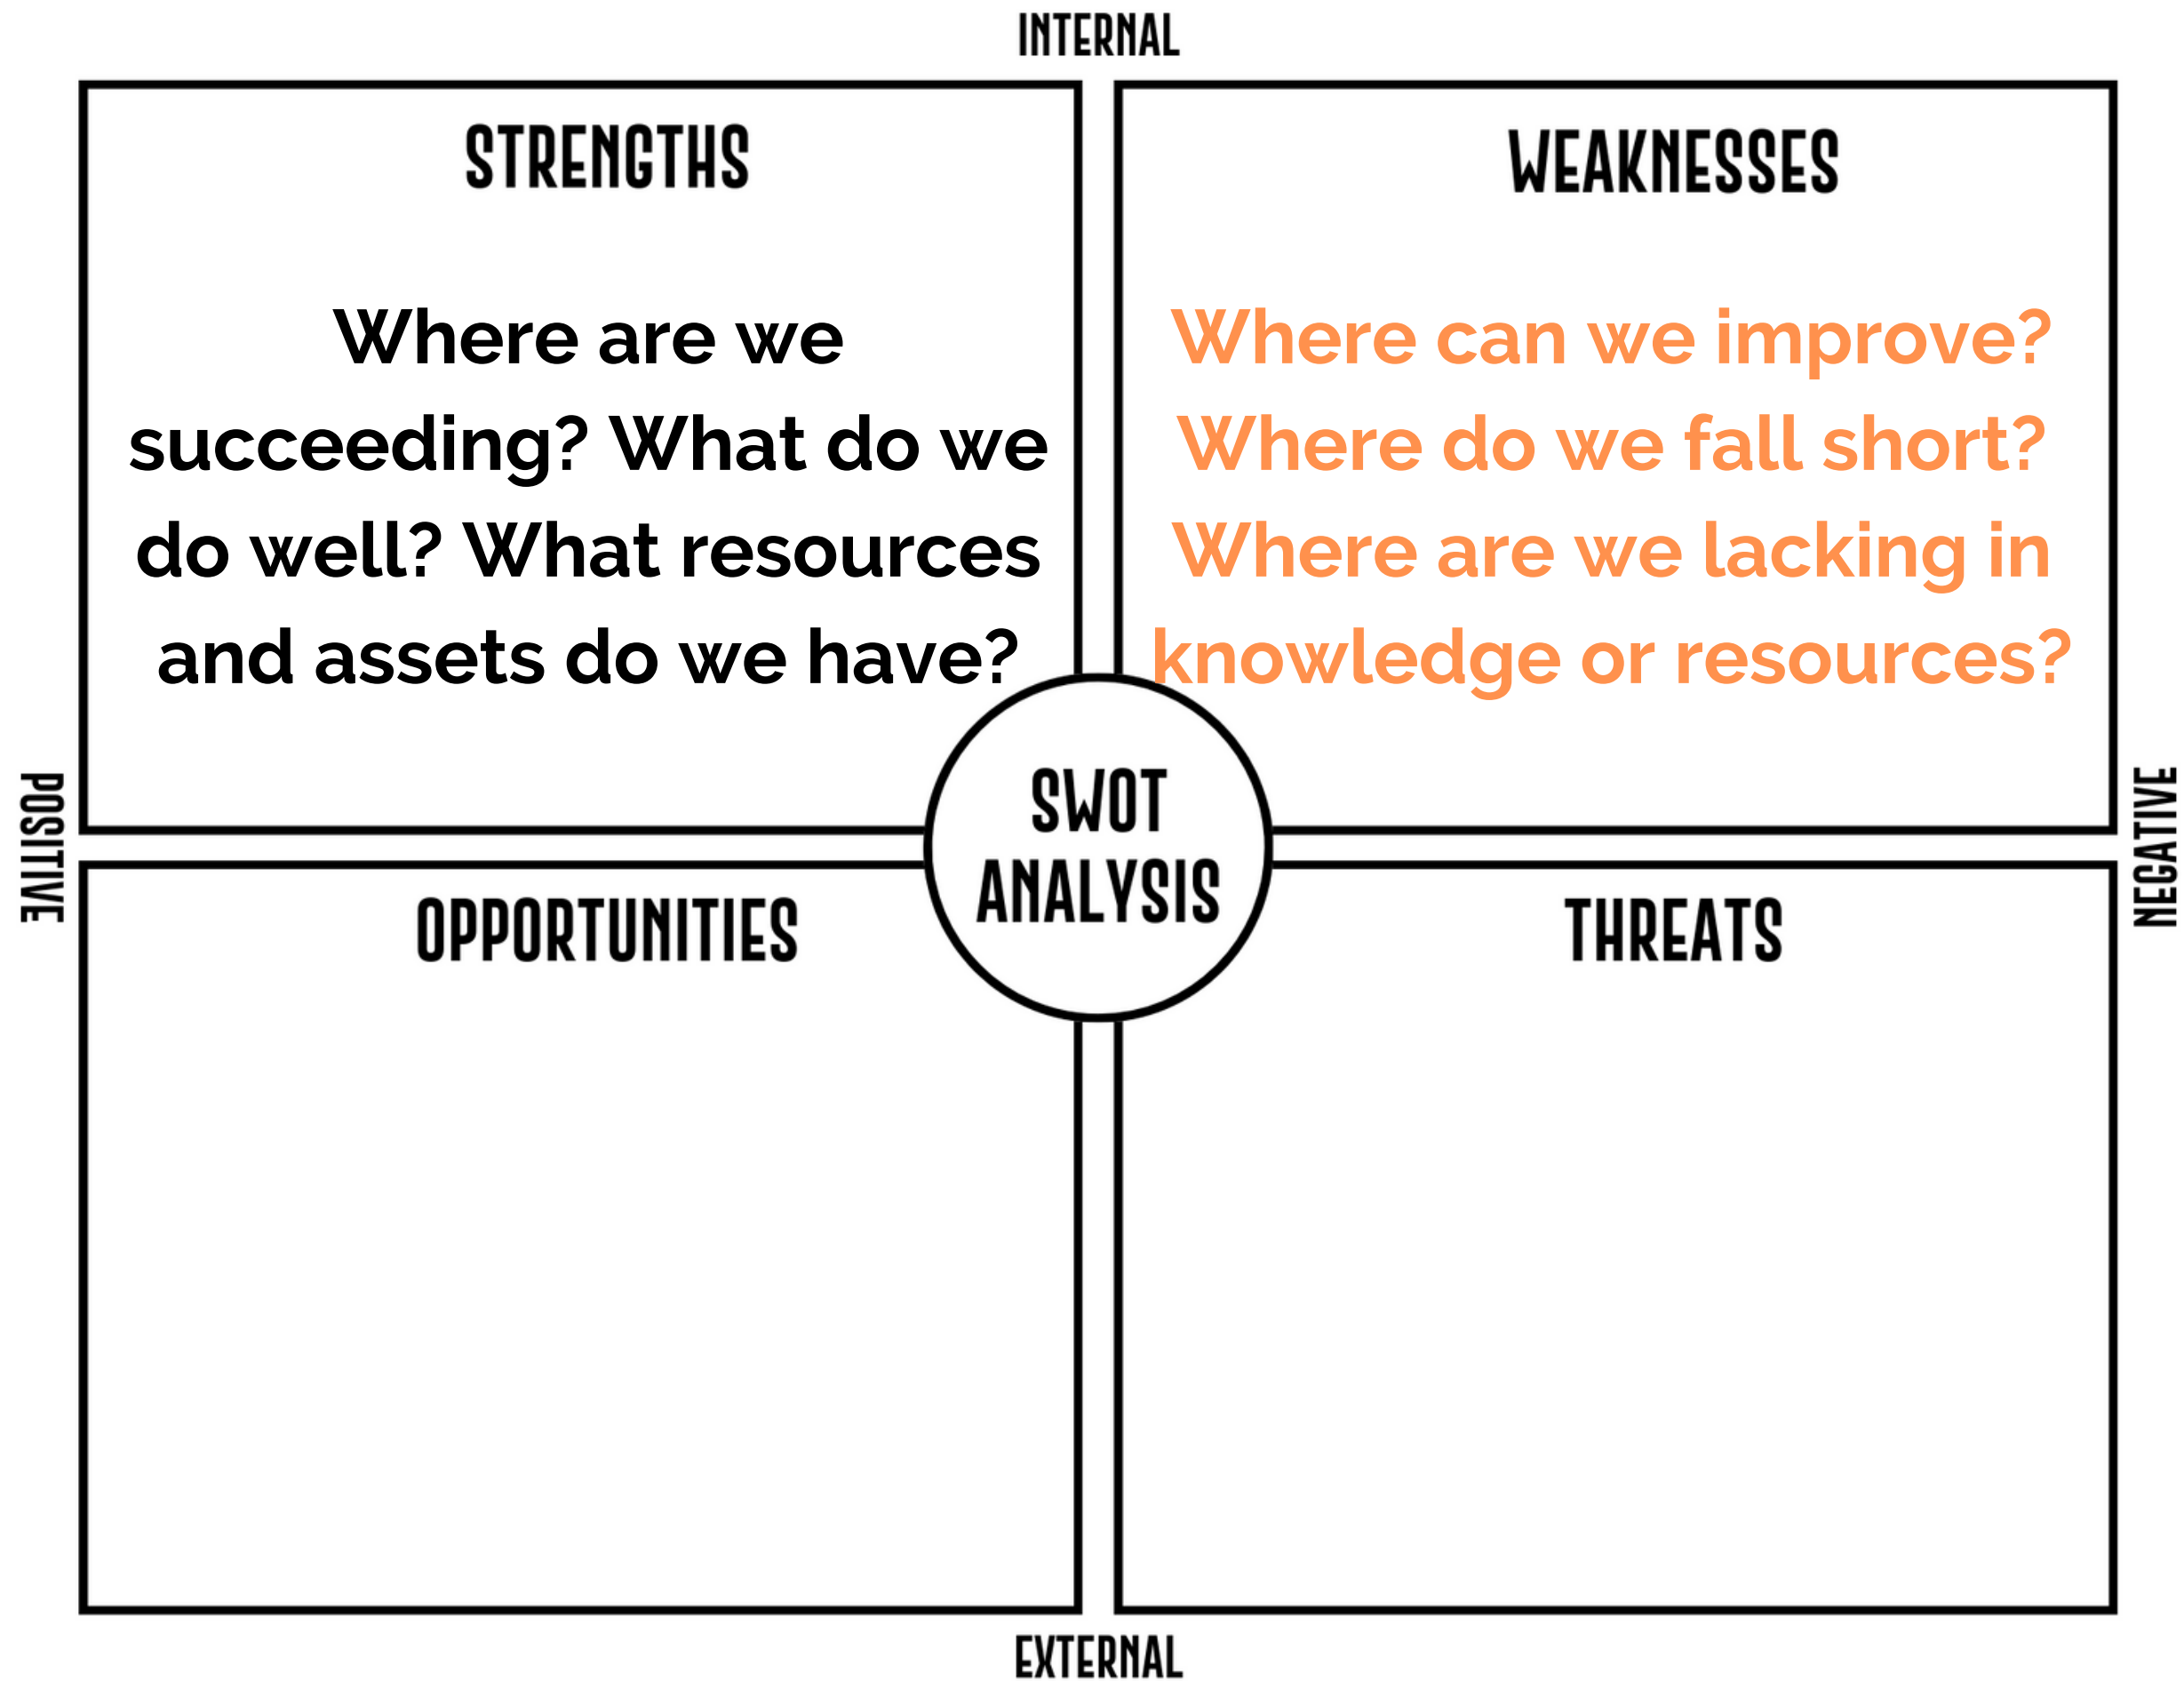 INTERNAL
STRENGTHS
Where are we
succeeding? What do we
do well? What resources
and assets do we have?
WEAKNESSES
Where can we improve?
Where do we fall short?
Where are we lacking in
knowledge or resources?
POSITIVE
SWOT
ANALYSIS
NEGATIVE
OPPORTUNITIES
THREATS
EXTERNAL